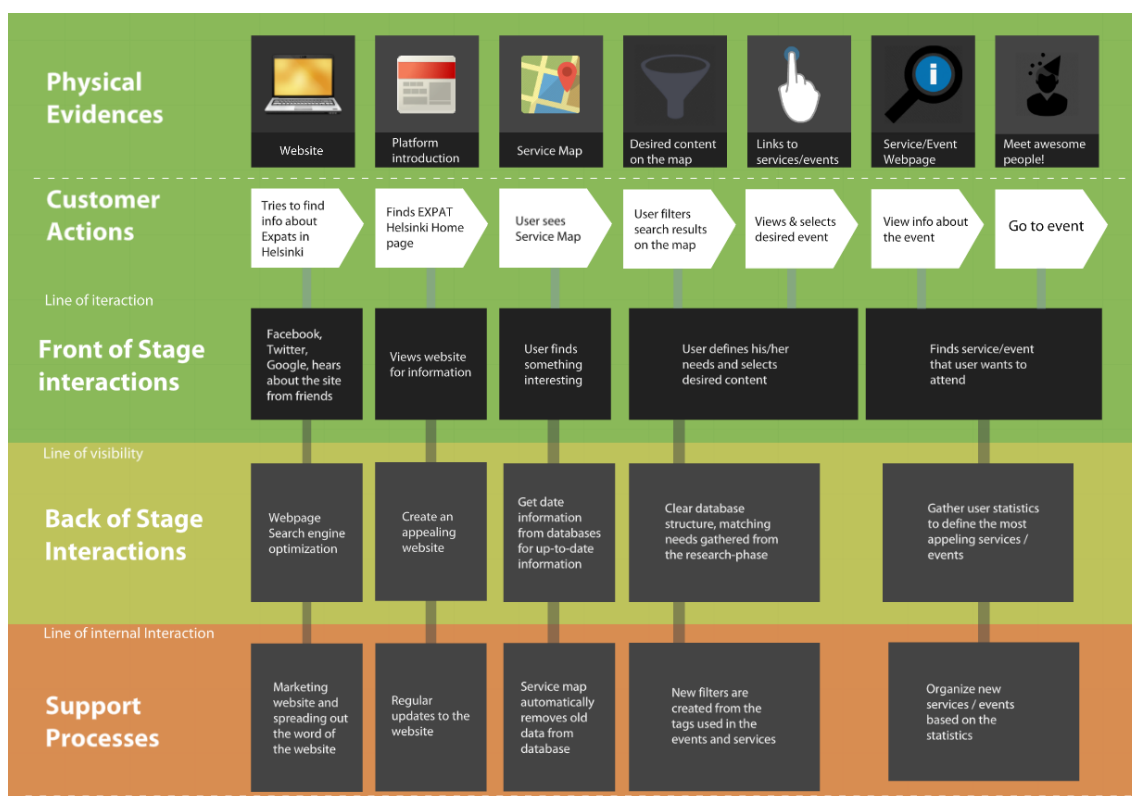 Physical
Evidences
Website
Platform
introduction
Service Map
Desired content
on the map
Links to
services/events
i
Service/Event
Webpage
Meet awesome
people!
Customer
Actions
Tries to find
info about
Expats in
Helsinki
Finds EXPAT
Helsinki Home
page
User sees
Service Map
User filters
search results
on the map
Views & selects
desired event
View info about
the event
Go to event
Line of iteraction
Front of Stage
interactions
Facebook,
Twitter,
Google, hears
about the site
from friends
Views website
for information
User finds
something
interesting
User defines his/her
needs and selects
desired content
Finds service/event
that user wants to
attend
Line of visibility
Back of Stage
Interactions
Webpage
Search engine
optimization
Create an
appealing
website
Get date
information
from databases
for up-to-date
information
Clear database
structure, matching
needs gathered from
the research-phase
Gather user statistics
to define the most
appeling services /
events
Line of internal Interaction
Support
Processes
Marketing
website and
spreading out
the word of
the website
Regular
updates to the
website
Service map
automatically
removes old
data from
database
New filters are
created from the
tags used in the
events and services
Organize new
services / events
based on the
statistics